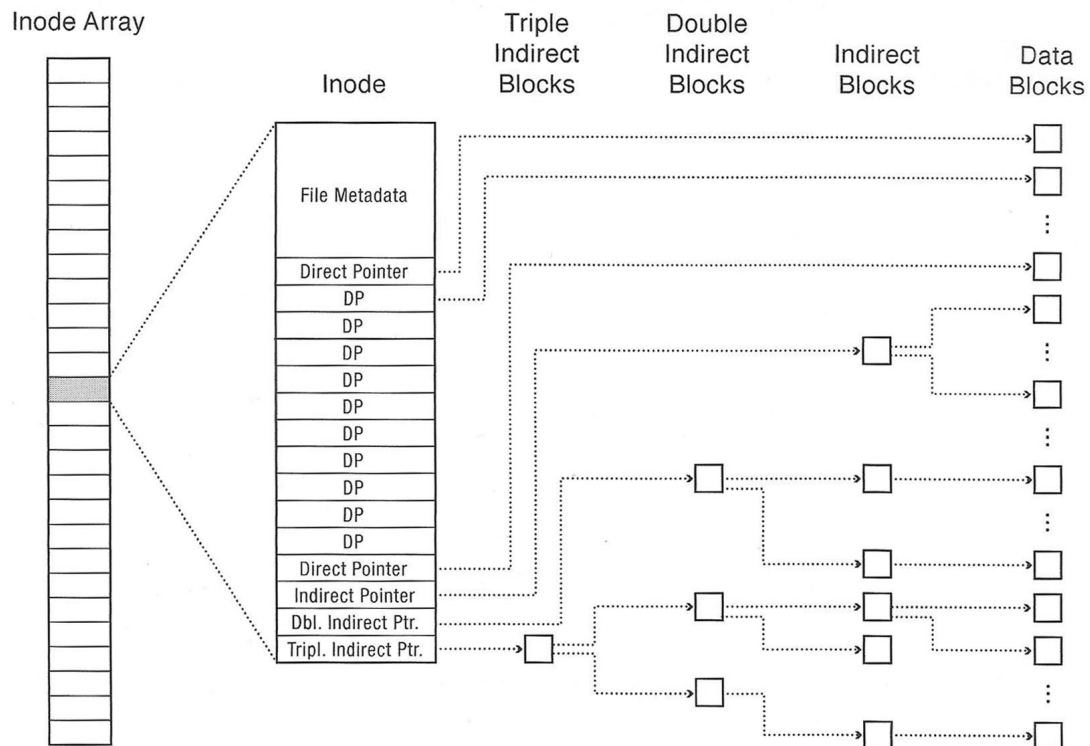 Inode Array
Inode
Triple
Indirect
Blocks
Double
Indirect
Blocks
Indirect
Blocks
Data
Blocks
File Metadata
Direct Pointer
DP
DP
DP
DP
DP
DP
DP
DP
DP
DP
Direct Pointer
Indirect Pointer
Dbl. Indirect Ptr.
Tripl. Indirect Ptr.